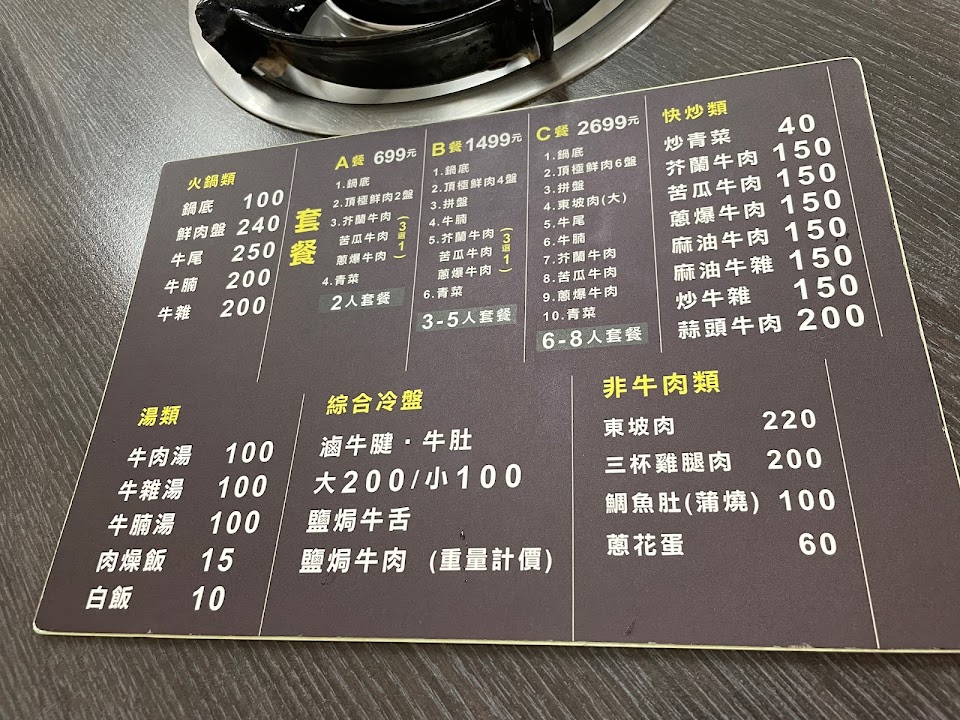 火鍋類
鍋底 100
鮮肉盤 240
牛尾 250
牛腩 200
牛雜 200
套餐
A餐 699元
1.鍋底
2.頂極鮮肉2盤
3.芥蘭牛肉
苦瓜牛肉
蔥爆牛肉
(3選1)
4.青菜
2人套餐
B餐1499元
1.鍋底
2.頂極鮮肉4盤
3.拼盤
4.牛腩
5.芥蘭牛肉
苦瓜牛肉
蔥爆牛肉
(3選1)
6.青菜
3-5人套餐
C餐 2699元
1.鍋底
2.頂極鮮肉6盤
3.拼盤
4.東坡肉(大)
5.牛尾
6.牛腩
7.芥蘭牛肉
8.苦瓜牛肉
9.蔥爆牛肉
10.青菜
6-8人套餐
快炒類
炒青菜 40
芥蘭牛肉 150
苦瓜牛肉 150
蔥爆牛肉 150
麻油牛肉 150
麻油牛雜 150
炒牛雜 150
蒜頭牛肉 200
湯類
牛肉湯 100
牛雜湯 100
牛腩湯 100
肉燥飯 15
白飯 10
綜合冷盤
滷牛腱．牛肚
大200/小100
鹽焗牛舌
鹽焗牛肉 (重量計價)
非牛肉類
東坡肉 220
三杯雞腿肉 200
鯛魚肚(蒲燒) 100
蔥花蛋 60